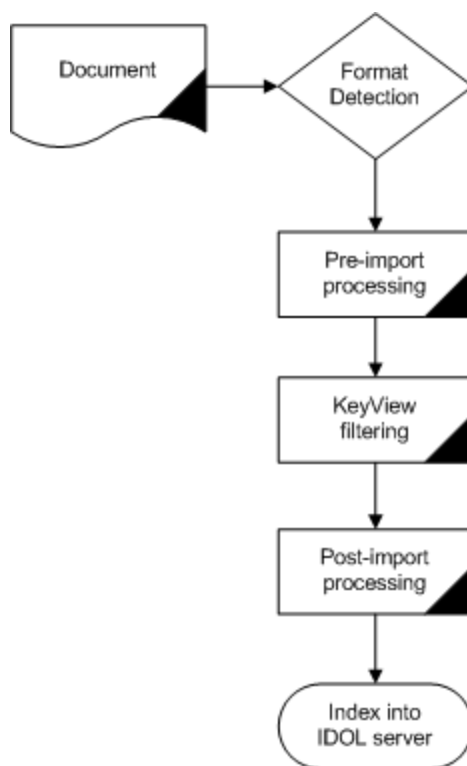 Document
Format
Detection
Pre-import
processing
KeyView
filtering
Post-import
processing
Index into
IDOL server